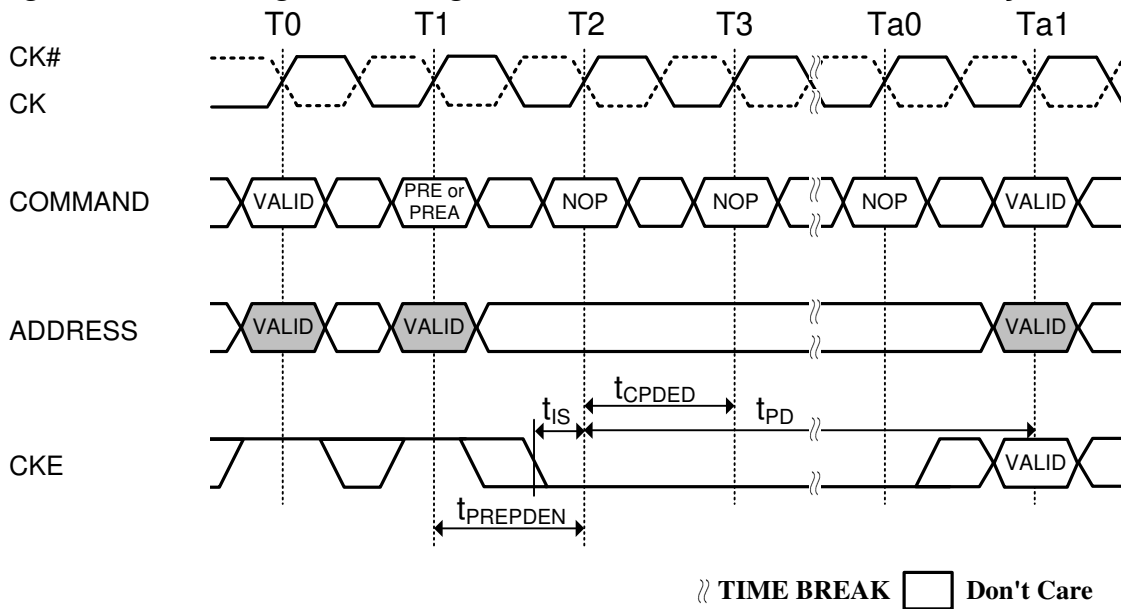 T0 T1 T2 T3 Ta0 Ta1
CK#
CK
COMMAND VALID PRE or PREA NOP NOP NOP VALID
ADDRESS VALID VALID VALID
tCPDED
tIS tPD
CKE VALID
tPREPDEN
TIME BREAK Don't Care